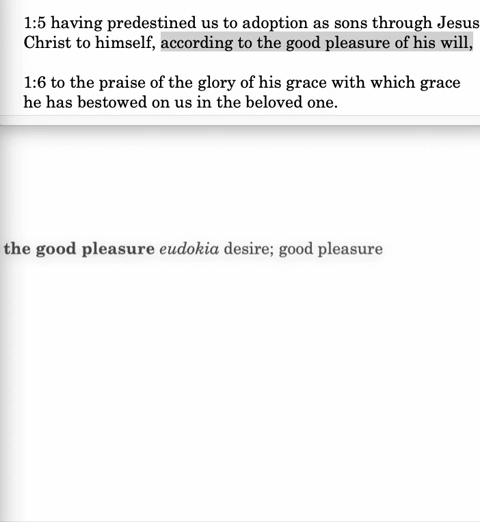 1:5 having predestined us to adoption as sons through Jesus
Christ to himself, according to the good pleasure of his will,
1:6 to the praise of the glory of his grace with which grace
he has bestowed on us in the beloved one.
the good pleasure eudokia desire; good pleasure